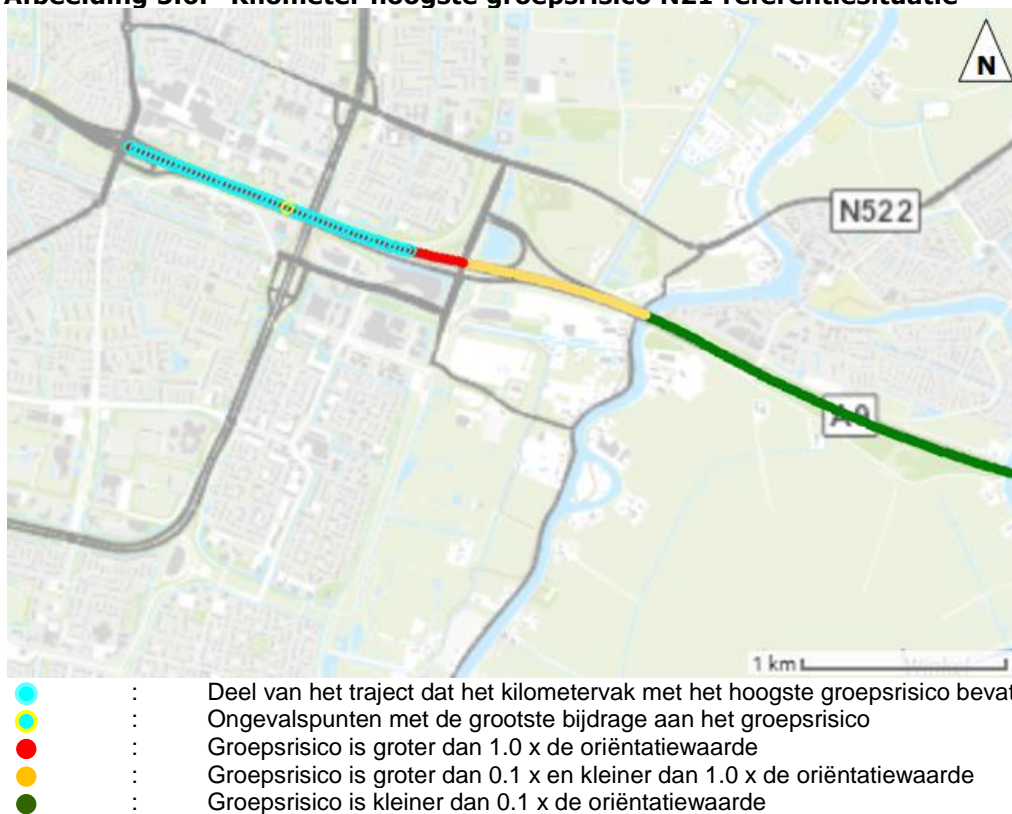 Afbeelding 5.6: Kilometer hoogste groepsrisico N21 referentiesituatie
N
N522
A9
1 km
Winkel
: Deel van het traject dat het kilometervak met het hoogste groepsrisico bevat
: Ongevalspunten met de grootste bijdrage aan het groepsrisico
: Groepsrisico is groter dan 1.0 x de oriëntatiewaarde
: Groepsrisico is groter dan 0.1 x en kleiner dan 1.0 x de oriëntatiewaarde
: Groepsrisico is kleiner dan 0.1 x de oriëntatiewaarde